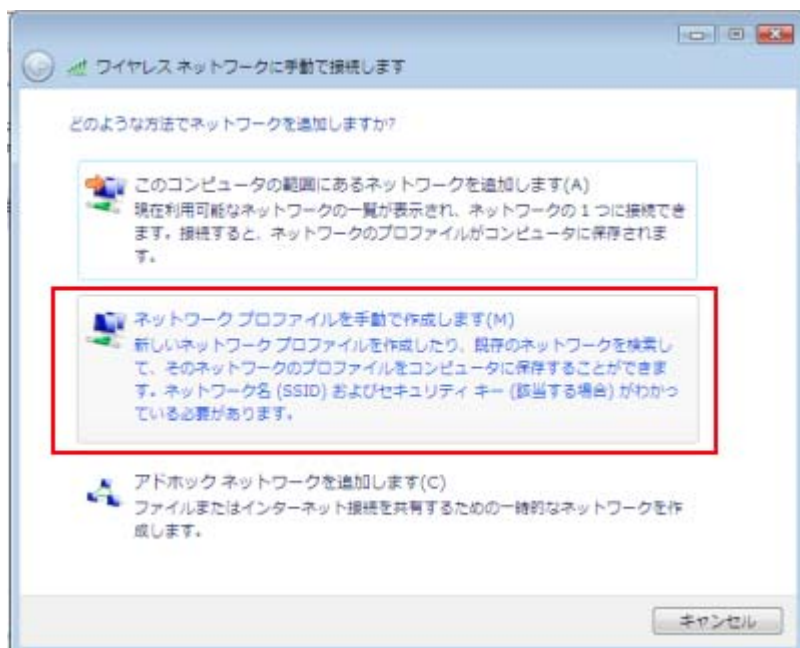 ワイヤレス ネットワークに手動で接続します
どのような方法でネットワークを追加しますか?
このコンピュータの範囲にあるネットワークを追加します(A)
現在利用可能なネットワークの一覧が表示され、ネットワークの 1 つに接続でき
ます。接続すると、ネットワークのプロファイルがコンピュータに保存されま
す。
ネットワーク プロファイルを手動で作成します(M)
新しいネットワーク プロファイルを作成したり、既存のネットワークを検索し
て、そのネットワークのプロファイルをコンピュータに保存することができま
す。ネットワーク名 (SSID) およびセキュリティ キー (該当する場合) がわかっ
ている必要があります。
アドホック ネットワークを追加します(C)
ファイルまたはインターネット接続を共有するための一時的なネットワークを作
成します。
キャンセル